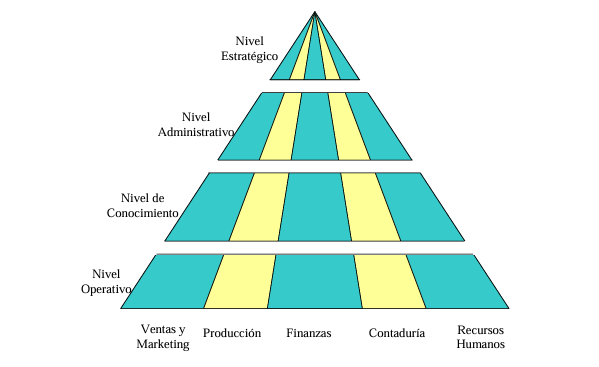 Nivel
Estratégico
Nivel
Administrativo
Nivel de
Conocimiento
Nivel
Operativo
Ventas y
Marketing
Producción
Finanzas
Contaduría
Recursos
Humanos